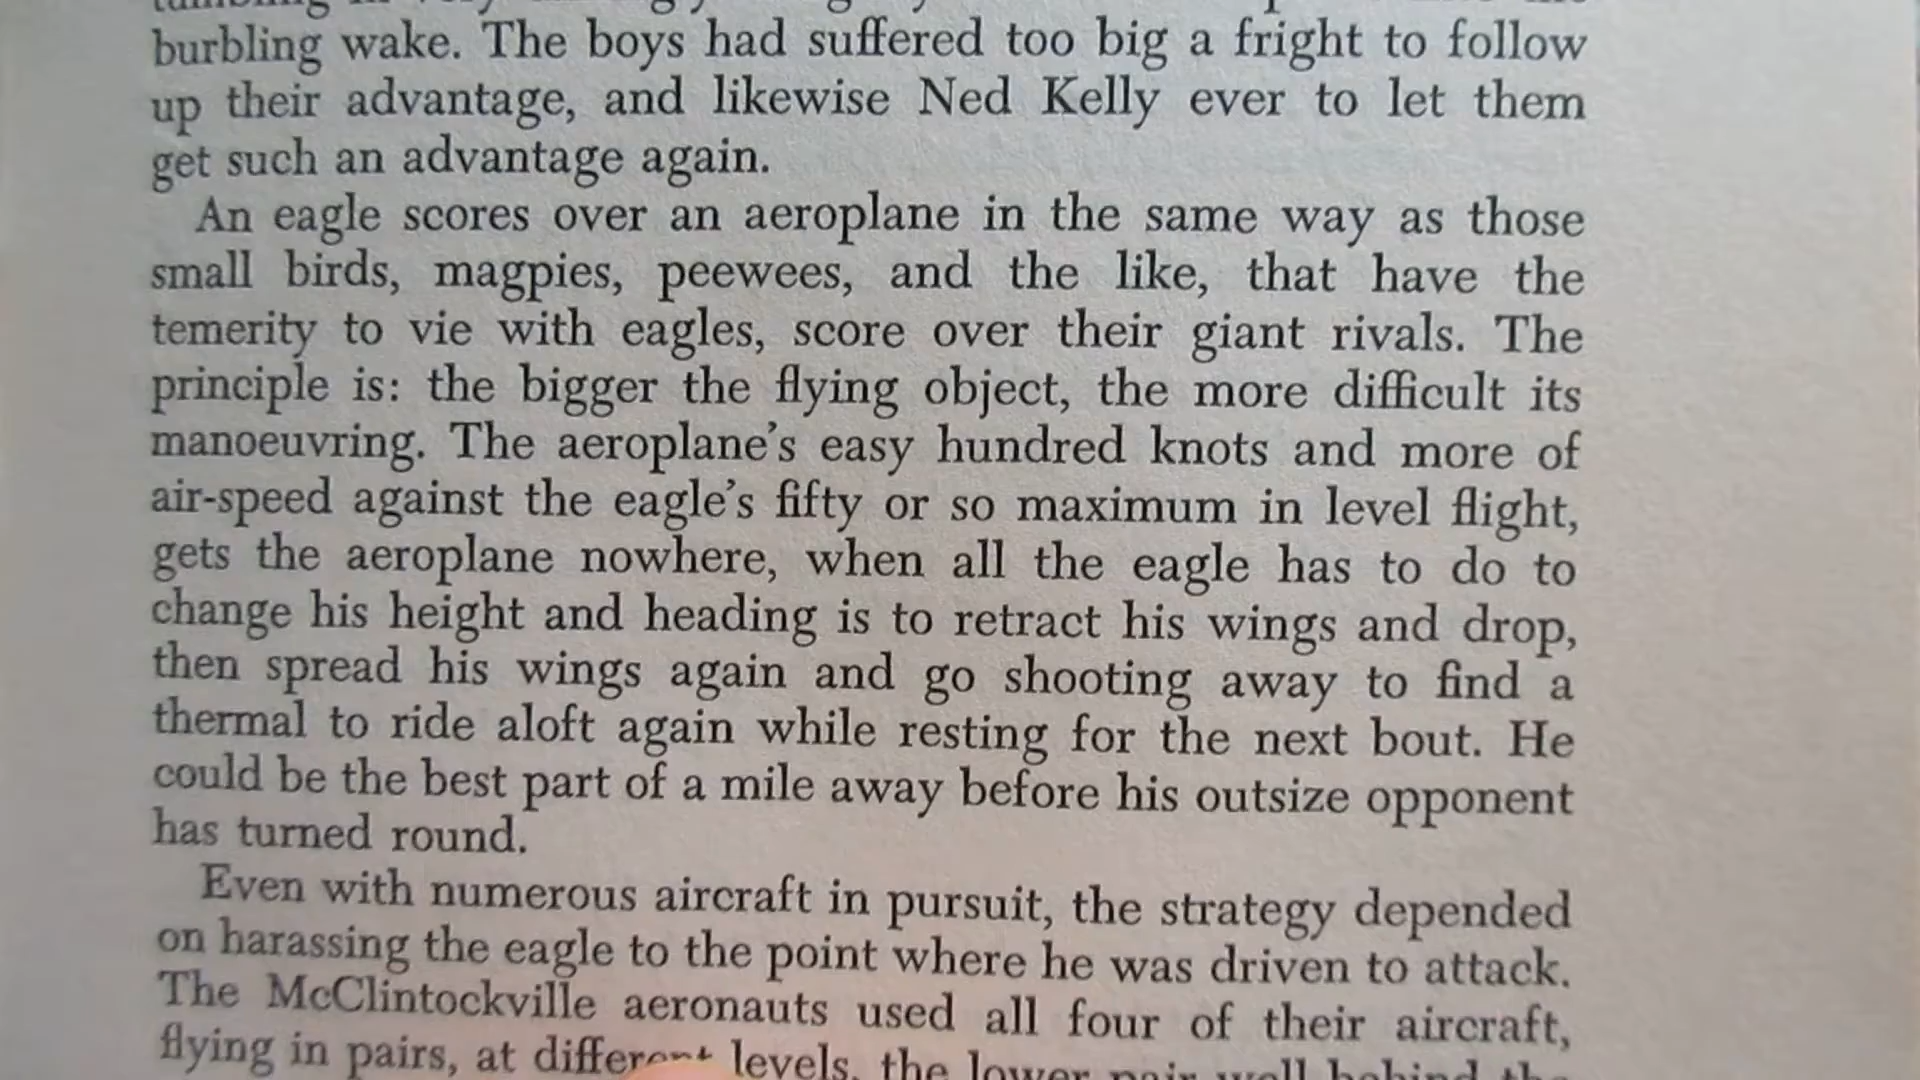 burbling wake. The boys had suffered too big a fright to follow
up their advantage, and likewise Ned Kelly ever to let them
get such an advantage again.
An eagle scores over an aeroplane in the same way as those
small birds, magpies, peewees, and the like, that have the
temerity to vie with eagles, score over their giant rivals. The
principle is: the bigger the flying object, the more difficult its
manoeuvring. The aeroplane's easy hundred knots and more of
air-speed against the eagle's fifty or so maximum in level flight,
gets the aeroplane nowhere, when all the eagle has to do to
change his height and heading is to retract his wings and drop,
then spread his wings again and go shooting away to find a
thermal to ride aloft again while resting for the next bout. He
could be the best part of a mile away before his outsize opponent
has turned round.
Even with numerous aircraft in pursuit, the strategy depended
on harassing the eagle to the point where he was driven to attack.
The McClintockville aeronauts used all four of their aircraft,
flying in pairs, at different levels, the lower pair well behind the